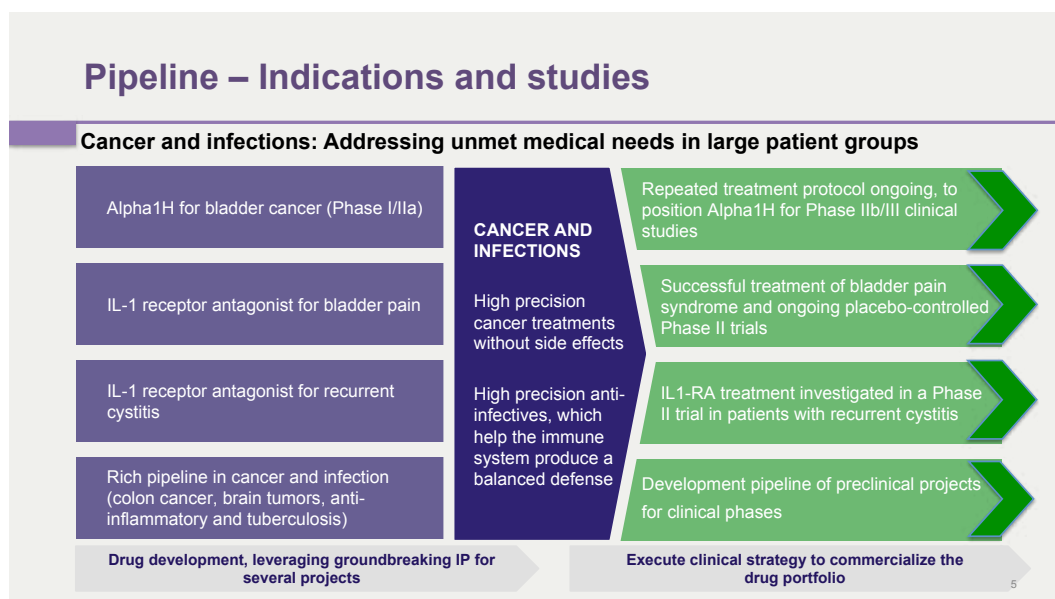 Pipeline – Indications and studies
Cancer and infections: Addressing unmet medical needs in large patient groups
Alpha1H for bladder cancer (Phase I/IIa)
IL-1 receptor antagonist for bladder pain
IL-1 receptor antagonist for recurrent
cystitis
Rich pipeline in cancer and infection
(colon cancer, brain tumors, anti-
inflammatory and tuberculosis)
CANCER AND
INFECTIONS
High precision
cancer treatments
without side effects
High precision anti-
infectives, which
help the immune
system produce a
balanced defense
Repeated treatment protocol ongoing, to
position Alpha1H for Phase IIb/III clinical
studies
Successful treatment of bladder pain
syndrome and ongoing placebo-controlled
Phase II trials
IL1-RA treatment investigated in a Phase
II trial in patients with recurrent cystitis
Development pipeline of preclinical projects
for clinical phases
Drug development, leveraging groundbreaking IP for
several projects
Execute clinical strategy to commercialize the
drug portfolio
5